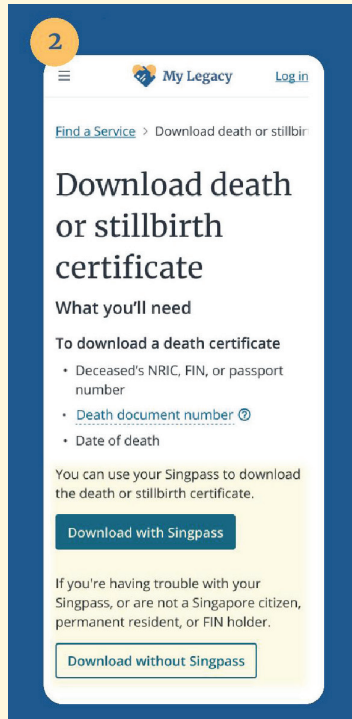 2
My Legacy
Log in
Find a Service > Download death or stillbir
Download death
or stillbirth
certificate
What you'll need
To download a death certificate
• Deceased's NRIC, FIN, or passport
number
• Death document number ?
• Date of death
You can use your Singpass to download
the death or stillbirth certificate.
Download with Singpass
If you're having trouble with your
Singpass, or are not a Singapore citizen,
permanent resident, or FIN holder.
Download without Singpass